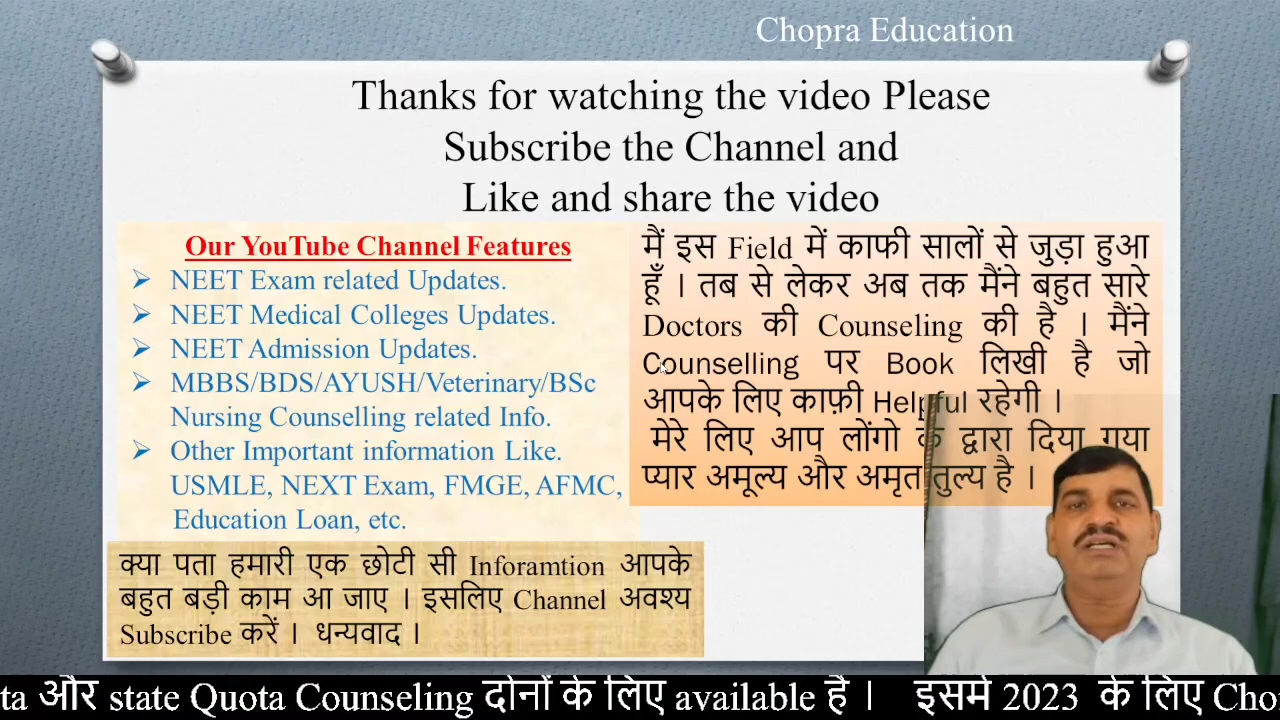 Chopra Education
Thanks for watching the video Please
Subscribe the Channel and
Like and share the video
Our YouTube Channel Features
NEET Exam related Updates.
NEET Medical Colleges Updates.
NEET Admission Updates.
MBBS/BDS/AYUSH/Veterinary/BSc
Nursing Counselling related Info.
Other Important information Like.
USMLE, NEXT Exam, FMGE, AFMC,
Education Loan, etc.
मैं इस Field में काफी सालों से जुड़ा हुआ
हूँ । तब से लेकर अब तक मैंने बहुत सारे
Doctors की Counseling की है । मैंने
Counselling पर Book लिखी है जो
आपके लिए काफ़ी Helpful रहेगी ।
मेरे लिए आप लोंगो के द्वारा दिया गया
प्यार अमूल्य और अमृत तुल्य है ।
क्या पता हमारी एक छोटी सी Inforamtion आपके
बहुत बड़ी काम आ जाए । इसलिए Channel अवश्य
Subscribe करें । धन्यवाद ।
ta और state Quota Counseling दोनों के लिए available है । इसमें 2023 के लिए Cho